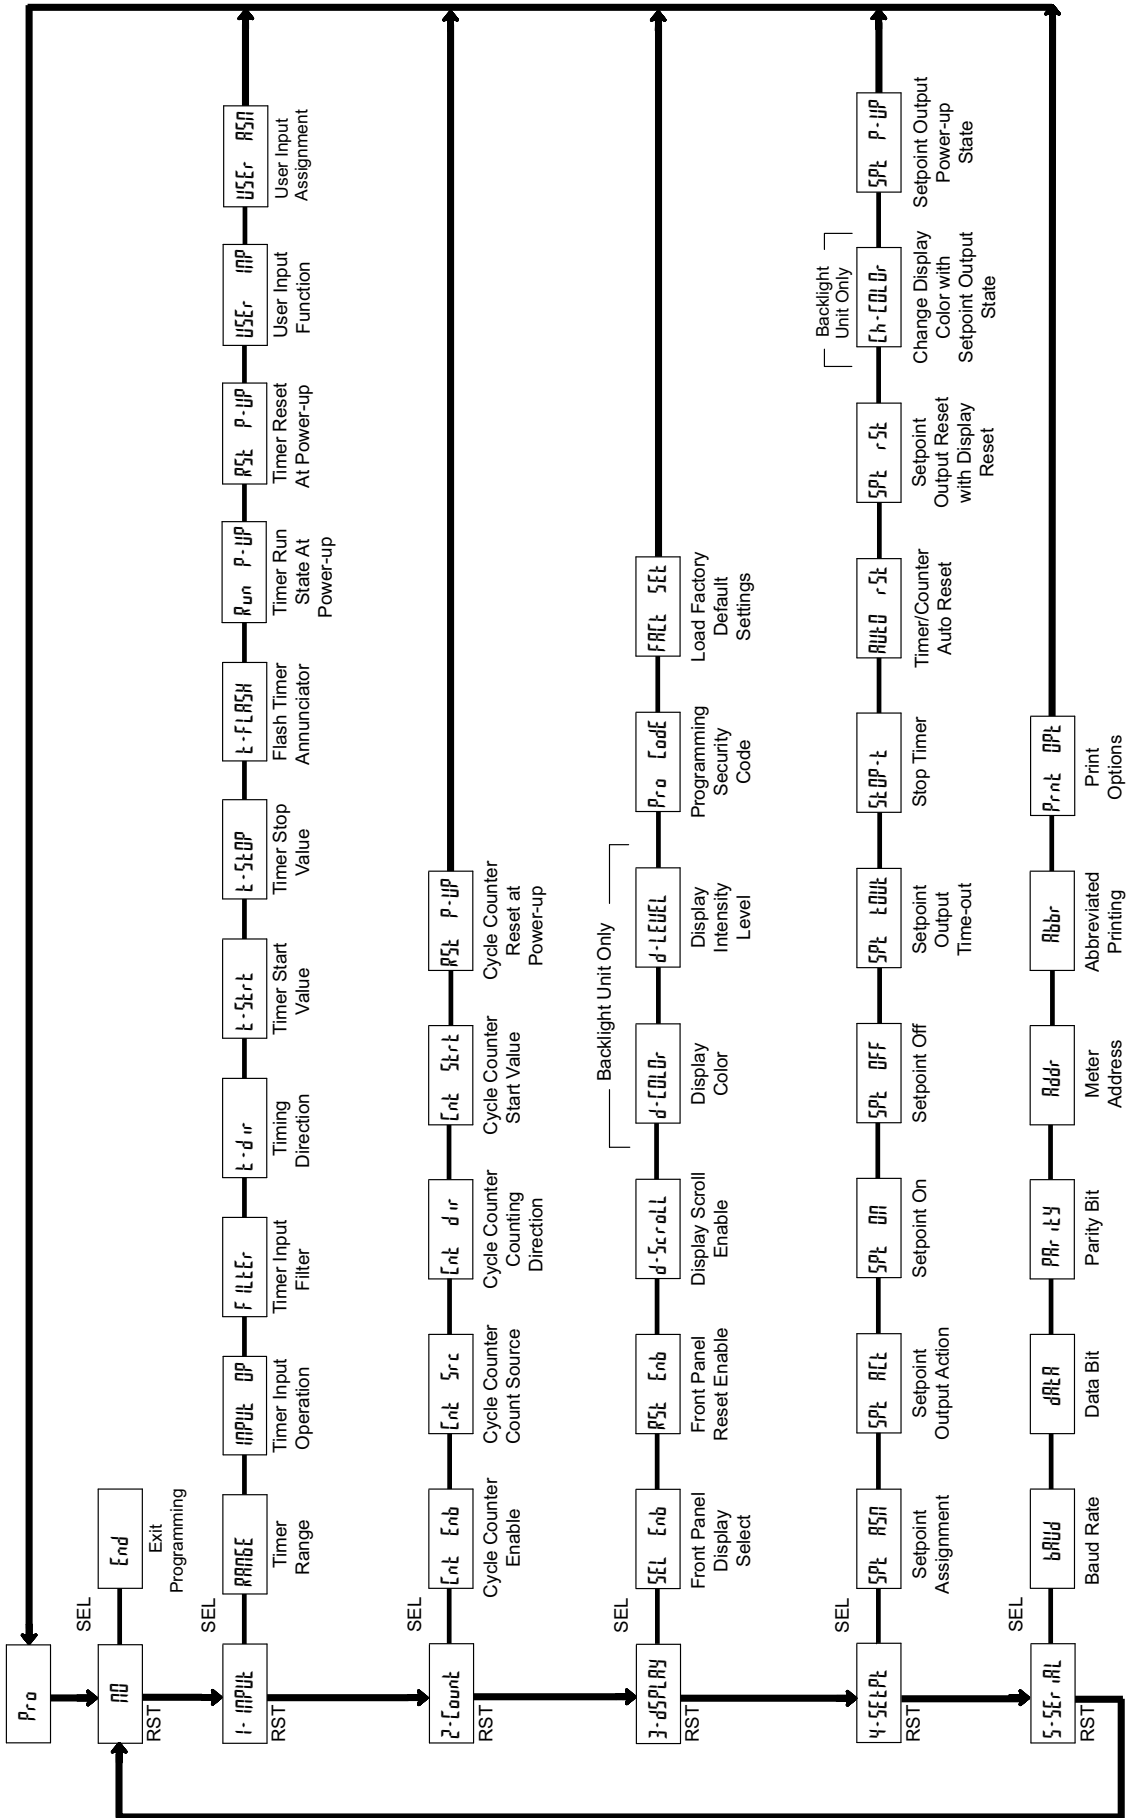 Pro
NO
SEL
End
Exit
Programming
RST
1-INPUt
SEL
RANGE
Timer
Range
INPUt OP
Timer Input
Operation
FILtEr
Timer Input
Filter
t-dir
Timing
Direction
t-Strt
Timer Start
Value
t-StOP
Timer Stop
Value
t-FLASH
Flash Timer
Annunciator
Run P-UP
Timer Run
State At
Power-up
RSt P-UP
Timer Reset
At Power-up
USEr INP
User Input
Function
USEr ASN
User Input
Assignment
RST
2-Count
SEL
Cnt Enb
Cycle Counter
Enable
Cnt Src
Cycle Counter
Count Source
Cnt dir
Cycle Counter
Counting
Direction
Cnt Strt
Cycle Counter
Start Value
RSt P-UP
Cycle Counter
Reset at
Power-up
RST
3-dSPLAY
SEL
SEL Enb
Front Panel
Display
Select
RSt Enb
Front Panel
Reset Enable
d-ScroLL
Display Scroll
Enable
Backlight Unit Only
d-COLOr
Display
Color
d-LEVEL
Display
Intensity
Level
Pro CodE
Programming
Security
Code
FACt SEt
Load Factory
Default
Settings
RST
4-SEtPt
SEL
SPt ASN
Setpoint
Assignment
SPt ACt
Setpoint
Output Action
SPt ON
Setpoint On
SPt OFF
Setpoint Off
SPt tOUt
Setpoint
Output
Time-out
StOP-t
Stop Timer
AUtO rSt
Timer/Counter
Auto Reset
SPt rSt
Setpoint
Output Reset
with Display
Reset
Backlight
Unit Only
Ch-COLOr
Change Display
Color with
Setpoint Output
State
SPt P-UP
Setpoint Output
Power-up
State
RST
5-SErIAL
SEL
bAUd
Baud Rate
dAtA
Data Bit
PArity
Parity Bit
Addr
Meter
Address
Abbr
Abbreviated
Printing
Prnt OPt
Print
Options
RST